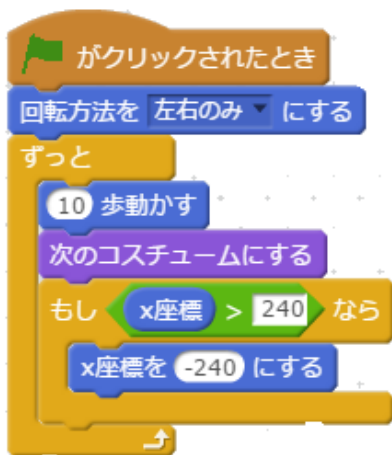 がクリックされたとき
回転方法を 左右のみ にする
ずっと
10 歩動かす
次のコスチュームにする
もし x座標 > 240 なら
x座標を -240 にする